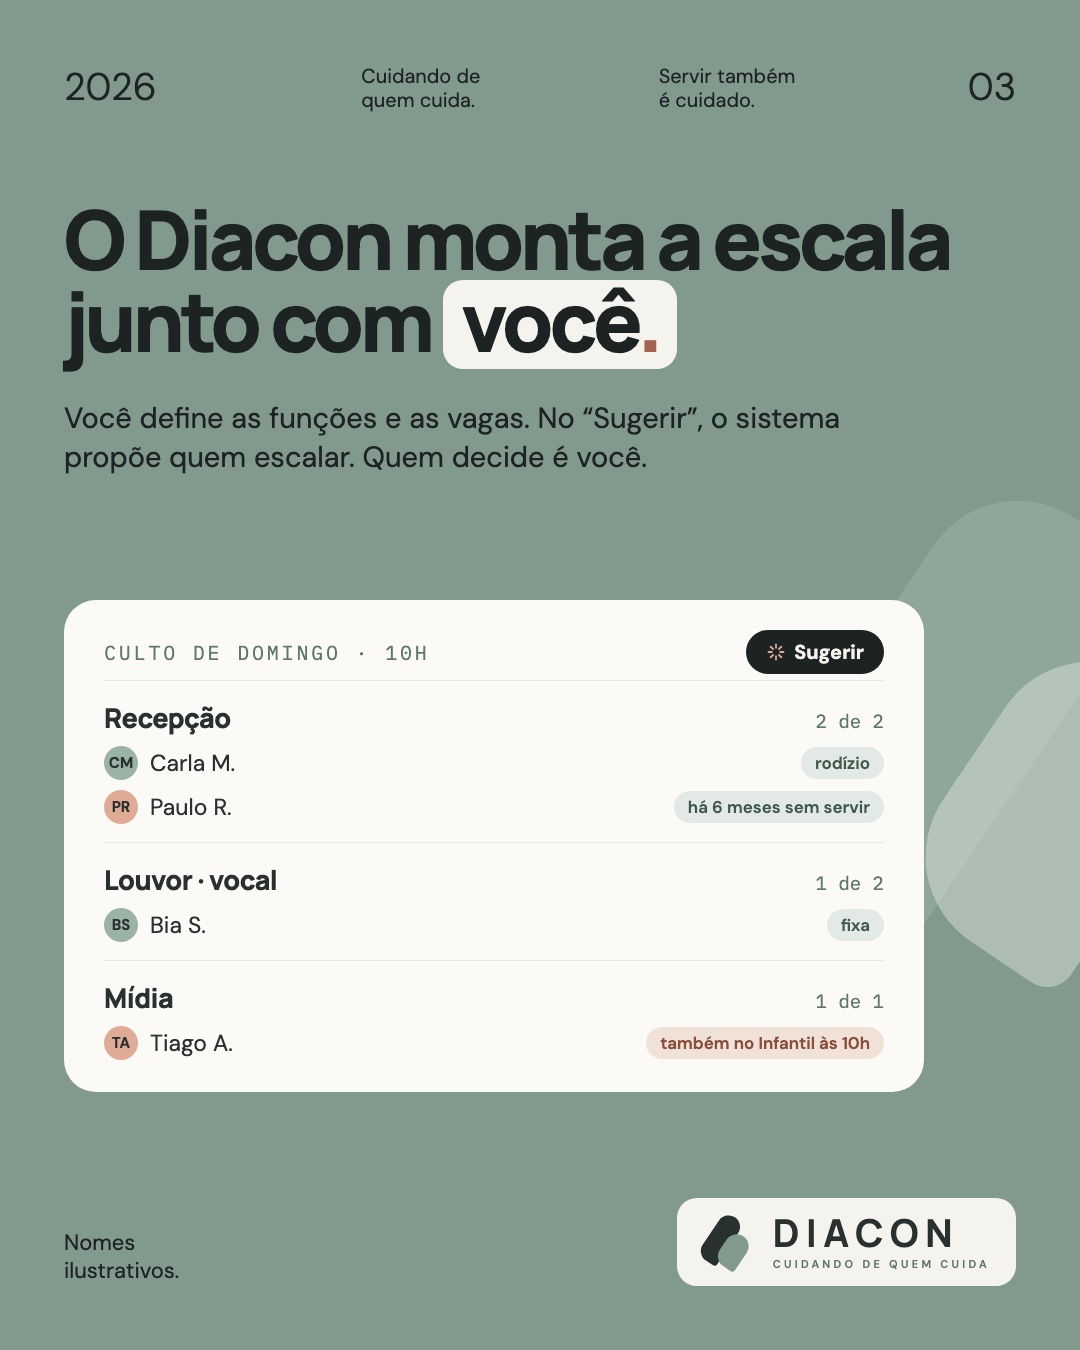 2026
Cuidando de
quem cuida.
Servir também
é cuidado.
03
O Diacon monta a escala
junto com você.
Você define as funções e as vagas. No “Sugerir”, o sistema
propõe quem escalar. Quem decide é você.
CULTO DE DOMINGO · 10H
Sugerir
Recepção
2 de 2
CM Carla M.
rodízio
PR Paulo R.
há 6 meses sem servir
Louvor · vocal
1 de 2
BS Bia S.
fixa
Mídia
1 de 1
TA Tiago A.
também no Infantil às 10h
Nomes
ilustrativos.
DIACON
CUIDANDO DE QUEM CUIDA